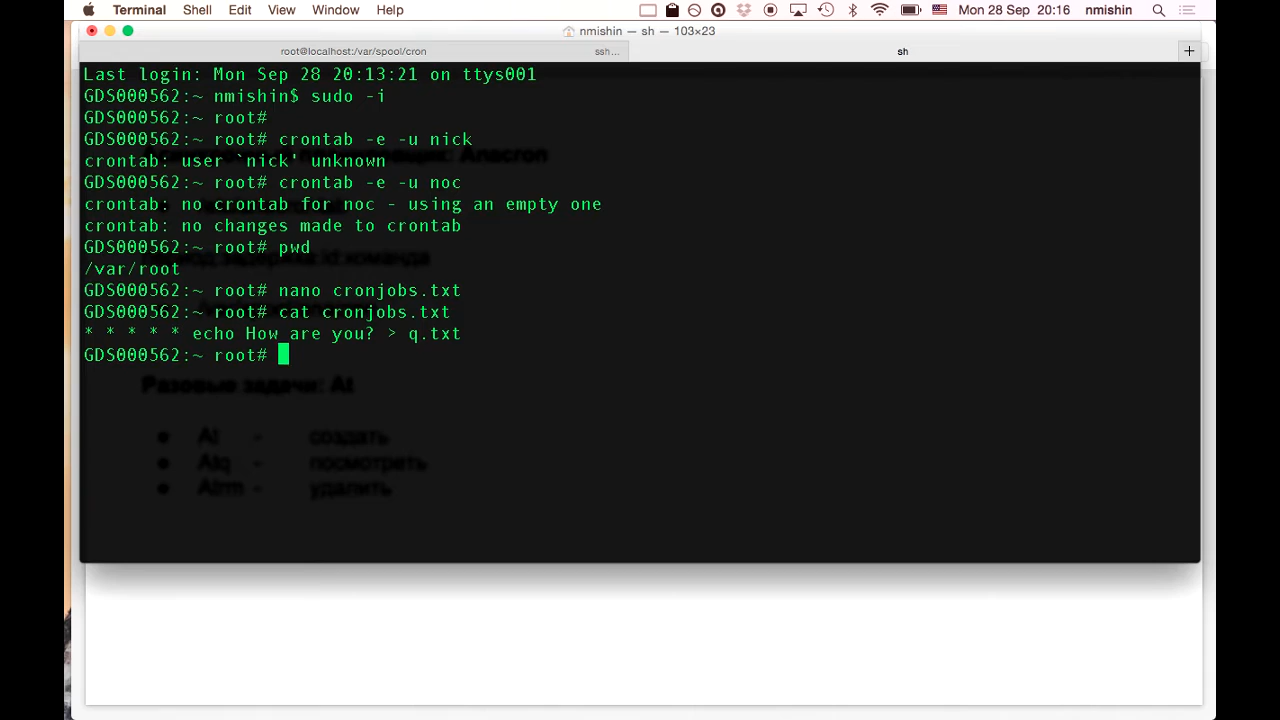 Terminal Shell Edit View Window Help Mon 28 Sep 20:16 nmishin
nmishin — sh — 103×23
root@localhost:/var/spool/cron ssh... sh +
Last login: Mon Sep 28 20:13:21 on ttys001
GDS000562:~ nmishin$ sudo -i
GDS000562:~ root#
GDS000562:~ root# crontab -e -u nick
crontab: user `nick' unknown
GDS000562:~ root# crontab -e -u noc
crontab: no crontab for noc - using an empty one
crontab: no changes made to crontab
GDS000562:~ root# pwd
/var/root
GDS000562:~ root# nano cronjobs.txt
GDS000562:~ root# cat cronjobs.txt
* * * * * echo How are you? > q.txt
GDS000562:~ root#
Anacron
команда
Разовые задачи: At
● At - создать
● Atq - посмотреть
● Atrm - удалить